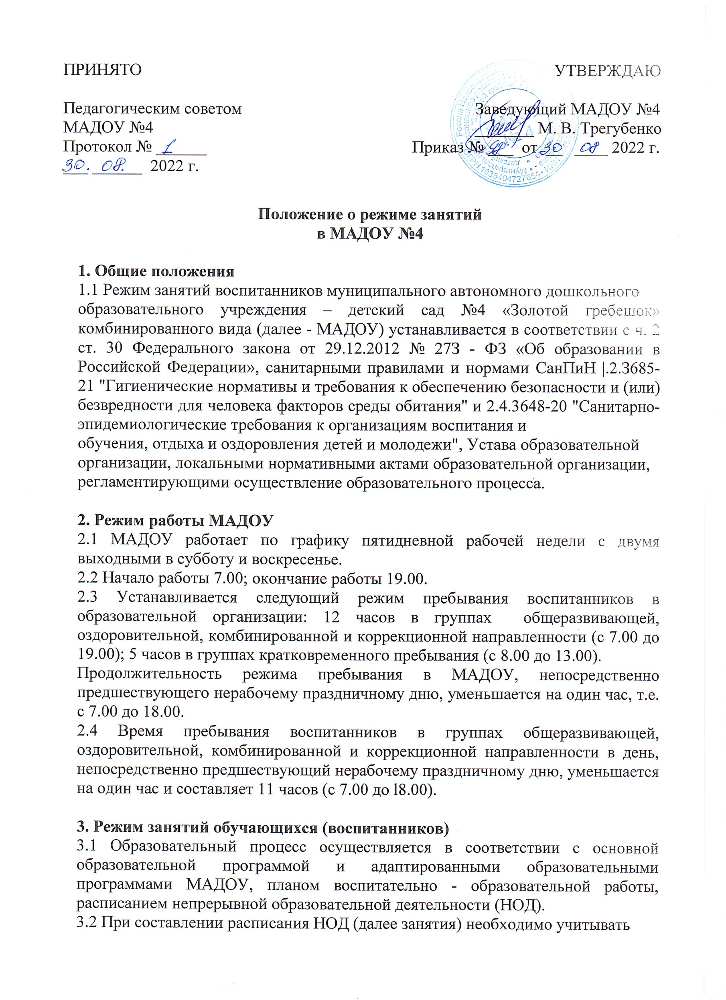 ПРИНЯТО
УТВЕРЖДАЮ
Педагогическим советом
МАДОУ №4
Протокол № 1
30. 08. 2022 г.
Заведующий МАДОУ №4
М. В. Трегубенко
Приказ № 98 от 30 08 2022 г.
ОГРН 1035404727654
Положение о режиме занятий
в МАДОУ №4
1. Общие положения
1.1 Режим занятий воспитанников муниципального автономного дошкольного
образовательного учреждения – детский сад №4 «Золотой гребешок»
комбинированного вида (далее - МАДОУ) устанавливается в соответствии с ч. 2
ст. 30 Федерального закона от 29.12.2012 № 273 - ФЗ «Об образовании в
Российской Федерации», санитарными правилами и нормами СанПиН |.2.3685-
21 "Гигиенические нормативы и требования к обеспечению безопасности и (или)
безвредности для человека факторов среды обитания" и 2.4.3648-20 "Санитарно-
эпидемиологические требования к организациям воспитания и
обучения, отдыха и оздоровления детей и молодежи", Устава образовательной
организации, локальными нормативными актами образовательной организации,
регламентирующими осуществление образовательного процесса.
2. Режим работы МАДОУ
2.1 МАДОУ работает по графику пятидневной рабочей недели с двумя
выходными в субботу и воскресенье.
2.2 Начало работы 7.00; окончание работы 19.00.
2.3 Устанавливается следующий режим пребывания воспитанников в
образовательной организации: 12 часов в группах общеразвивающей,
оздоровительной, комбинированной и коррекционной направленности (с 7.00 до
19.00); 5 часов в группах кратковременного пребывания (с 8.00 до 13.00).
Продолжительность режима пребывания в МАДОУ, непосредственно
предшествующего нерабочему праздничному дню, уменьшается на один час, т.е.
с 7.00 до 18.00.
2.4 Время пребывания воспитанников в группах общеразвивающей,
оздоровительной, комбинированной и коррекционной направленности в день,
непосредственно предшествующий нерабочему праздничному дню, уменьшается
на один час и составляет 11 часов (с 7.00 до l8.00).
3. Режим занятий обучающихся (воспитанников)
3.1 Образовательный процесс осуществляется в соответствии с основной
образовательной программой и адаптированными образовательными
программами МАДОУ, планом воспитательно - образовательной работы,
расписанием непрерывной образовательной деятельности (НОД).
3.2 При составлении расписания НОД (далее занятия) необходимо учитывать